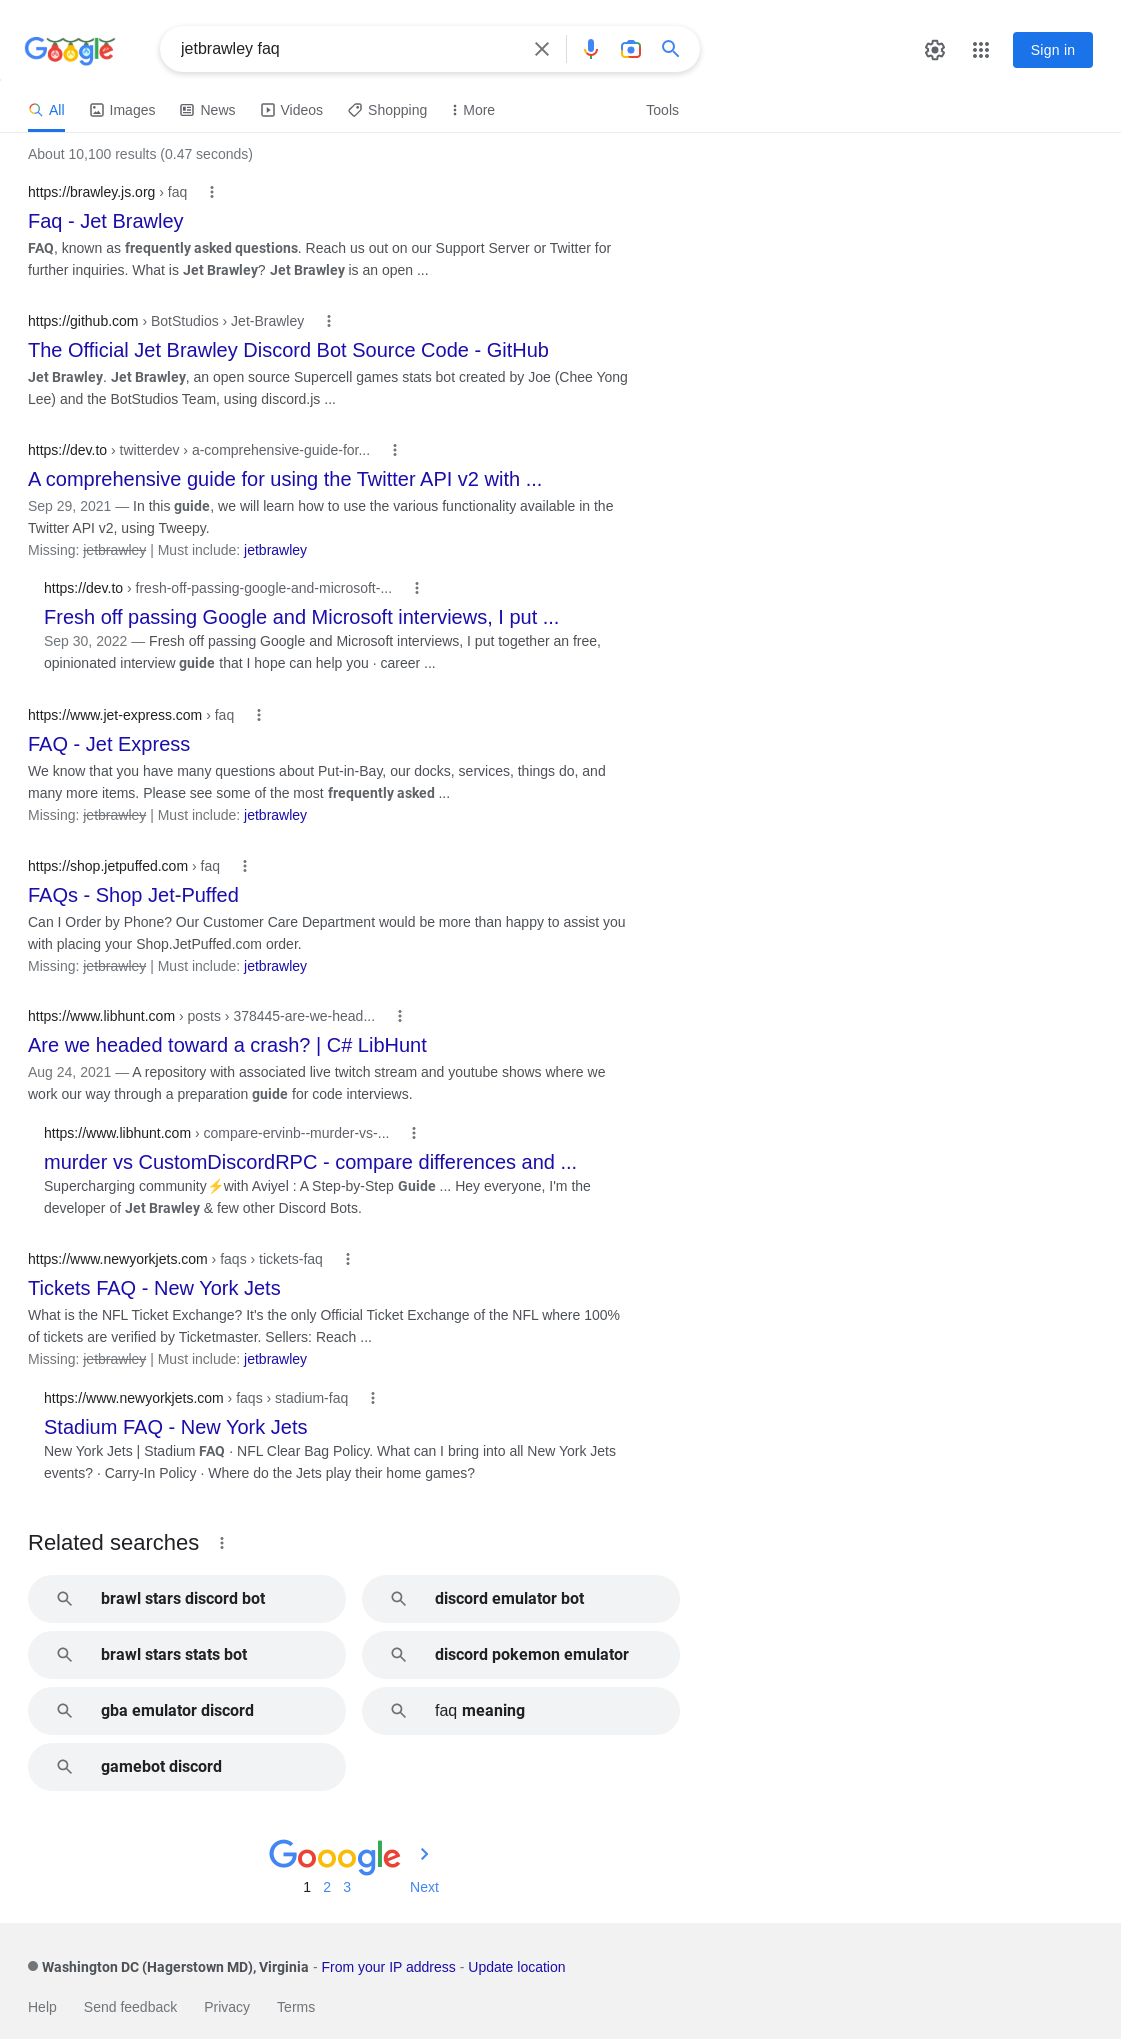 Google
jetbrawley faq
Sign in
All Images News Videos Shopping More Tools
About 10,100 results (0.47 seconds)
https://brawley.js.org › faq
Faq - Jet Brawley
FAQ, known as frequently asked questions. Reach us out on our Support Server or Twitter for
further inquiries. What is Jet Brawley? Jet Brawley is an open ...
https://github.com › BotStudios › Jet-Brawley
The Official Jet Brawley Discord Bot Source Code - GitHub
Jet Brawley. Jet Brawley, an open source Supercell games stats bot created by Joe (Chee Yong
Lee) and the BotStudios Team, using discord.js ...
https://dev.to › twitterdev › a-comprehensive-guide-for...
A comprehensive guide for using the Twitter API v2 with ...
Sep 29, 2021 — In this guide, we will learn how to use the various functionality available in the
Twitter API v2, using Tweepy.
Missing: jetbrawley | Must include: jetbrawley
https://dev.to › fresh-off-passing-google-and-microsoft-...
Fresh off passing Google and Microsoft interviews, I put ...
Sep 30, 2022 — Fresh off passing Google and Microsoft interviews, I put together an free,
opinionated interview guide that I hope can help you · career ...
https://www.jet-express.com › faq
FAQ - Jet Express
We know that you have many questions about Put-in-Bay, our docks, services, things do, and
many more items. Please see some of the most frequently asked ...
Missing: jetbrawley | Must include: jetbrawley
https://shop.jetpuffed.com › faq
FAQs - Shop Jet-Puffed
Can I Order by Phone? Our Customer Care Department would be more than happy to assist you
with placing your Shop.JetPuffed.com order.
Missing: jetbrawley | Must include: jetbrawley
https://www.libhunt.com › posts › 378445-are-we-head...
Are we headed toward a crash? | C# LibHunt
Aug 24, 2021 — A repository with associated live twitch stream and youtube shows where we
work our way through a preparation guide for code interviews.
https://www.libhunt.com › compare-ervinb--murder-vs-...
murder vs CustomDiscordRPC - compare differences and ...
Supercharging community⚡with Aviyel : A Step-by-Step Guide ... Hey everyone, I'm the
developer of Jet Brawley & few other Discord Bots.
https://www.newyorkjets.com › faqs › tickets-faq
Tickets FAQ - New York Jets
What is the NFL Ticket Exchange? It's the only Official Ticket Exchange of the NFL where 100%
of tickets are verified by Ticketmaster. Sellers: Reach ...
Missing: jetbrawley | Must include: jetbrawley
https://www.newyorkjets.com › faqs › stadium-faq
Stadium FAQ - New York Jets
New York Jets | Stadium FAQ · NFL Clear Bag Policy. What can I bring into all New York Jets
events? · Carry-In Policy · Where do the Jets play their home games?
Related searches
brawl stars discord bot discord emulator bot
brawl stars stats bot discord pokemon emulator
gba emulator discord faq meaning
gamebot discord
Gooogle
1 2 3 Next
Washington DC (Hagerstown MD), Virginia - From your IP address - Update location
Help Send feedback Privacy Terms